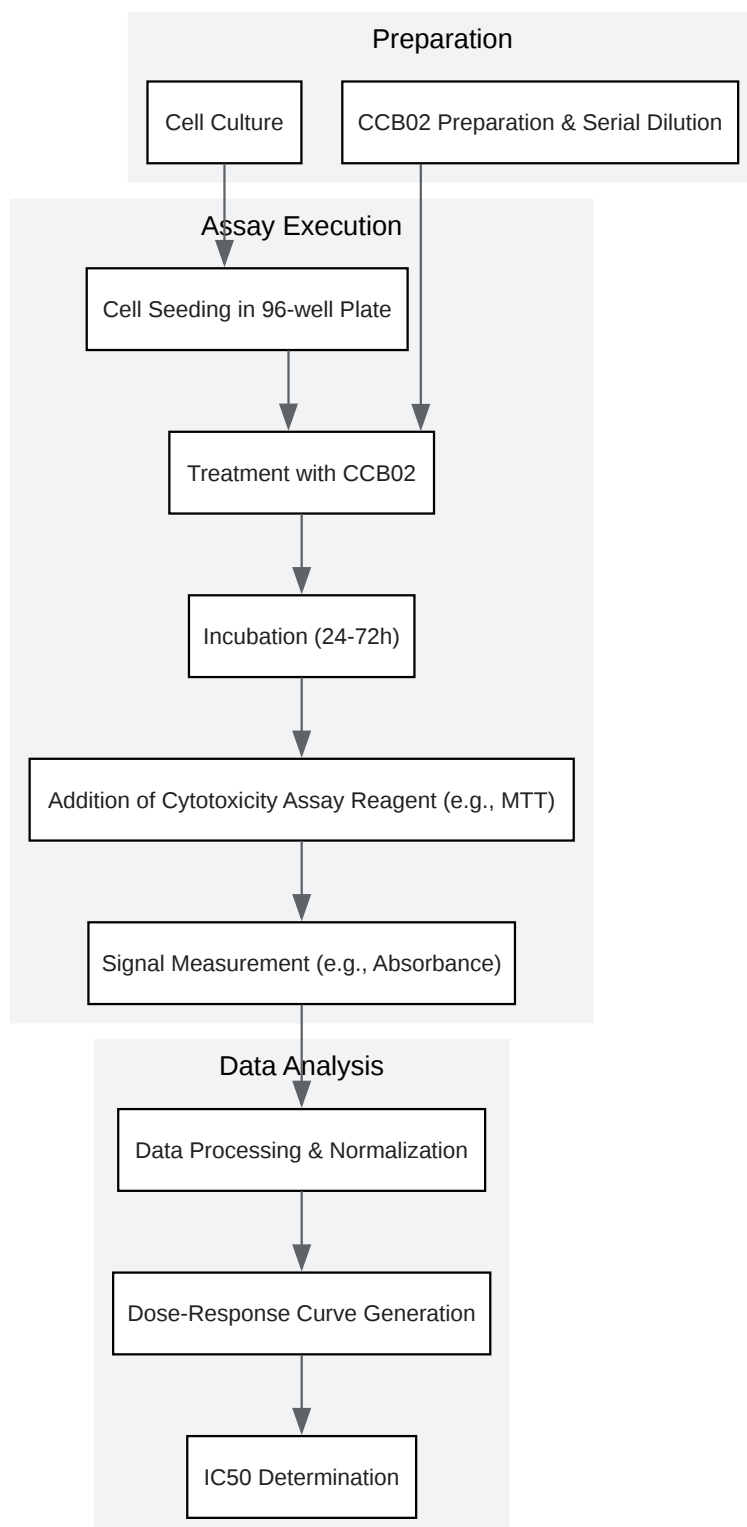 Preparation
Cell Culture
CCB02 Preparation & Serial Dilution
Assay Execution
Cell Seeding in 96-well Plate
Treatment with CCB02
Incubation (24-72h)
Addition of Cytotoxicity Assay Reagent (e.g., MTT)
Signal Measurement (e.g., Absorbance)
Data Analysis
Data Processing & Normalization
Dose-Response Curve Generation
IC50 Determination